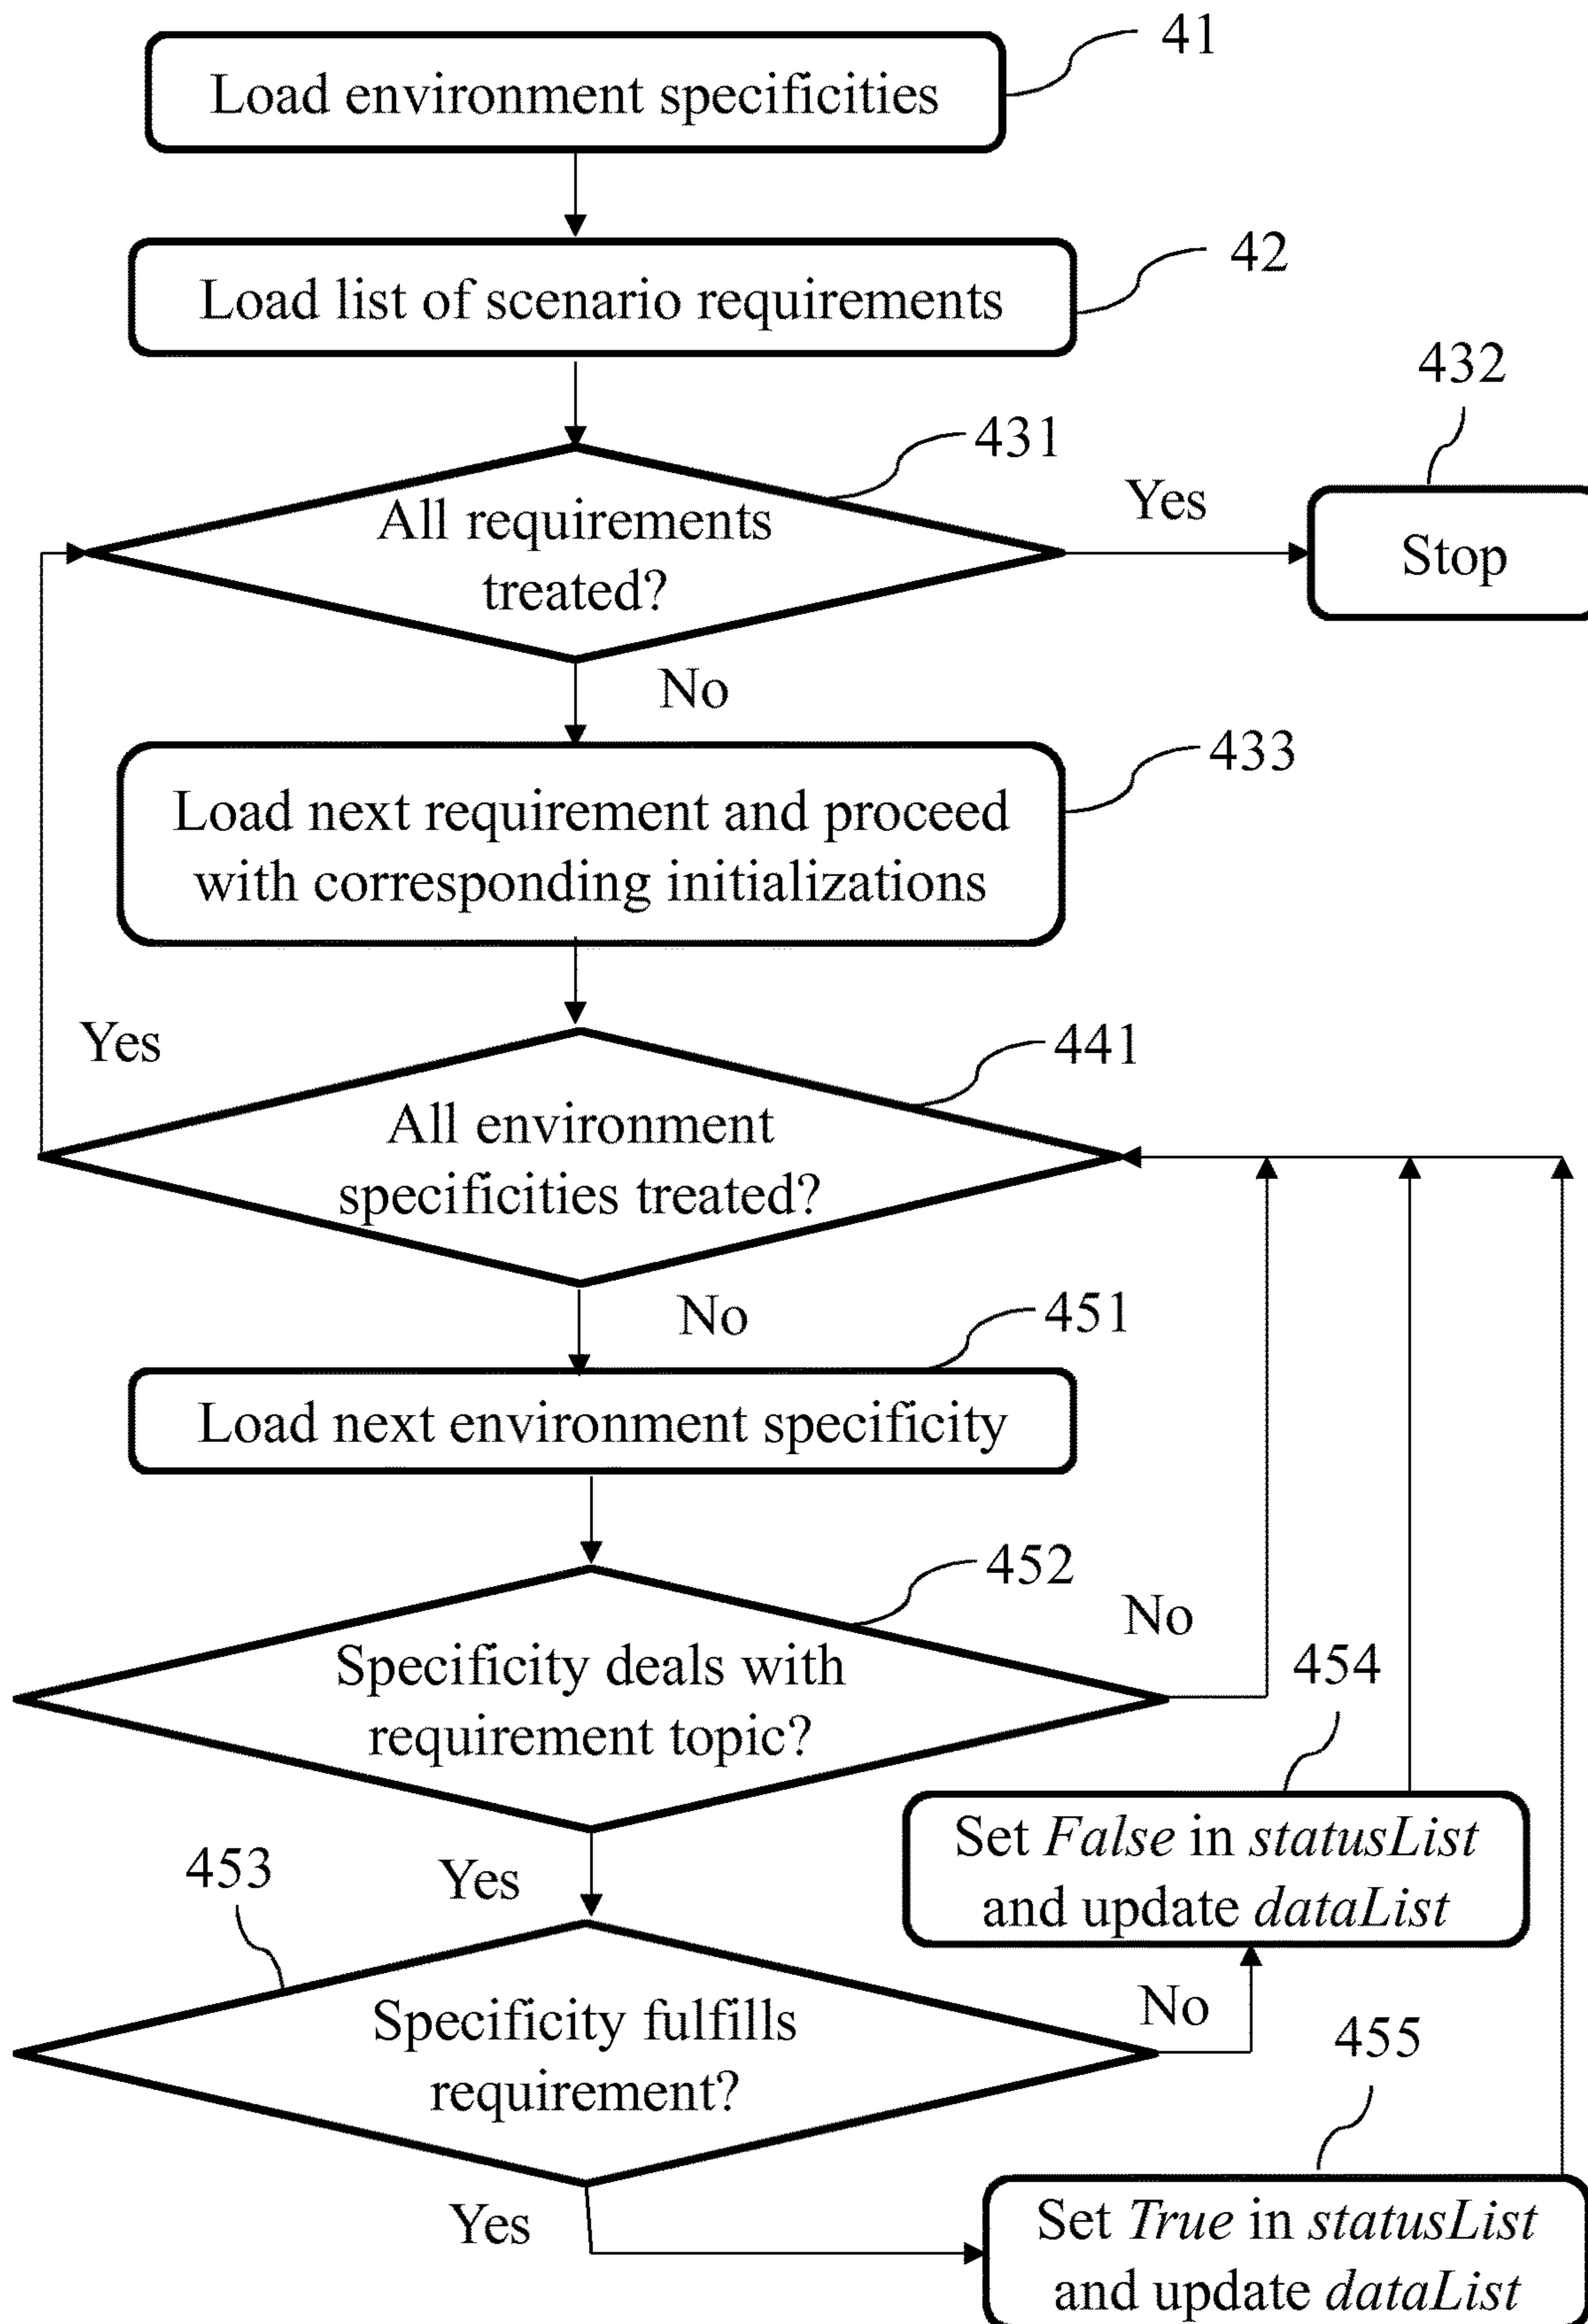 41
Load environment specificities
42
Load list of scenario requirements
432
431
Yes
All requirements
treated?
Stop
No
433
Load next requirement and proceed
with corresponding initializations
Yes
441
All environment
specificities treated?
No
451
Load next environment specificity
452
No
Specificity deals with
requirement topic?
454
Set False in statusList
and update dataList
453
Yes
Specificity fulfills
requirement?
No
455
Yes
Set True in statusList
and update dataList